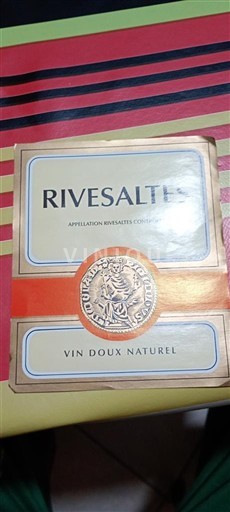 RIVESALTES
APPELLATION RIVESALTES
VIN DOUX NATUREL